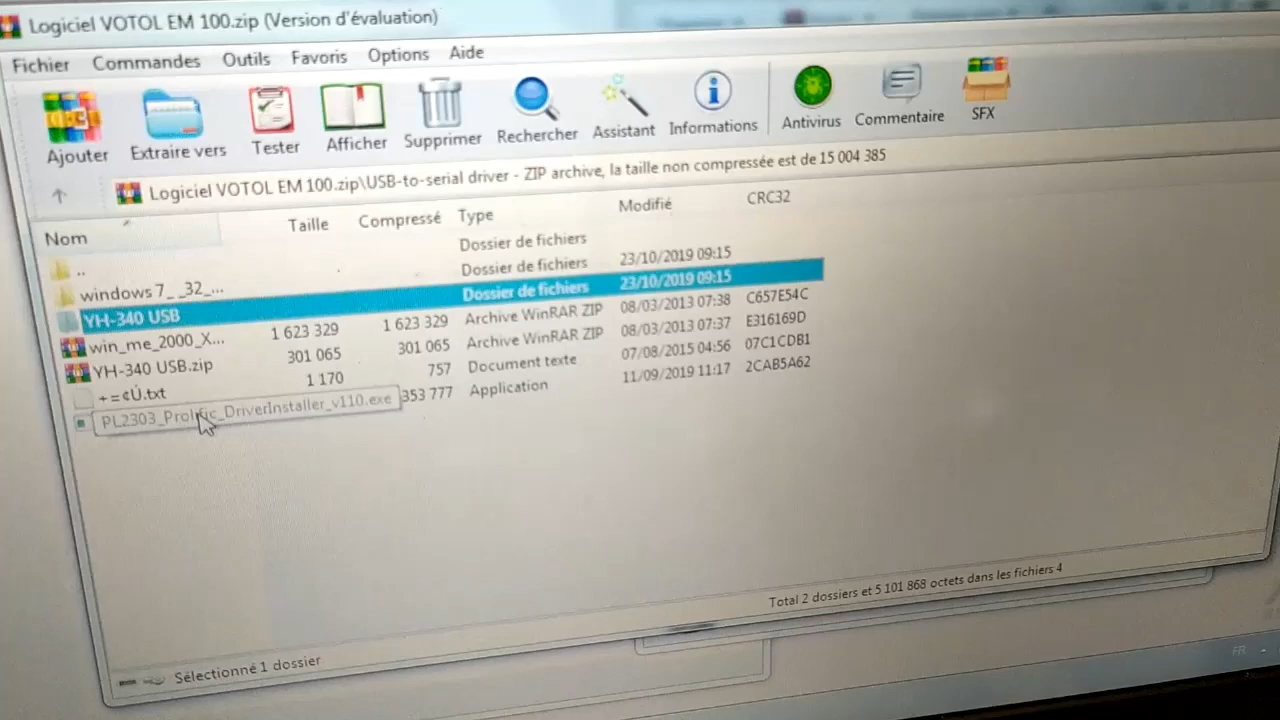 Logiciel VOTOL EM 100.zip (Version d'évaluation)
Fichier Commandes Outils Favoris Options Aide
Ajouter Extraire vers Tester Afficher Supprimer Rechercher Assistant Informations Antivirus Commentaire SFX
Logiciel VOTOL EM 100.zip\USB-to-serial driver - ZIP archive, la taille non compressée est de 15 004 385
Nom Taille Compressé Type Modifié CRC32
.. Dossier de fichiers
windows 7_ _32_... Dossier de fichiers 23/10/2019 09:15
YH-340 USB Dossier de fichiers 23/10/2019 09:15
win_me_2000_X... 1 623 329 1 623 329 Archive WinRAR ZIP 08/03/2013 07:38 C657E54C
YH-340 USB.zip 301 065 301 065 Archive WinRAR ZIP 08/03/2013 07:37 E316169D
+=¢Ú.txt 1 170 757 Document texte 07/08/2015 04:56 07C1CDB1
PL2303_Prolific_DriverInstaller_v110.exe 353 777 Application 11/09/2019 11:17 2CAB5A62
Total 2 dossiers et 5 101 868 octets dans les fichiers 4
Sélectionné 1 dossier
FR